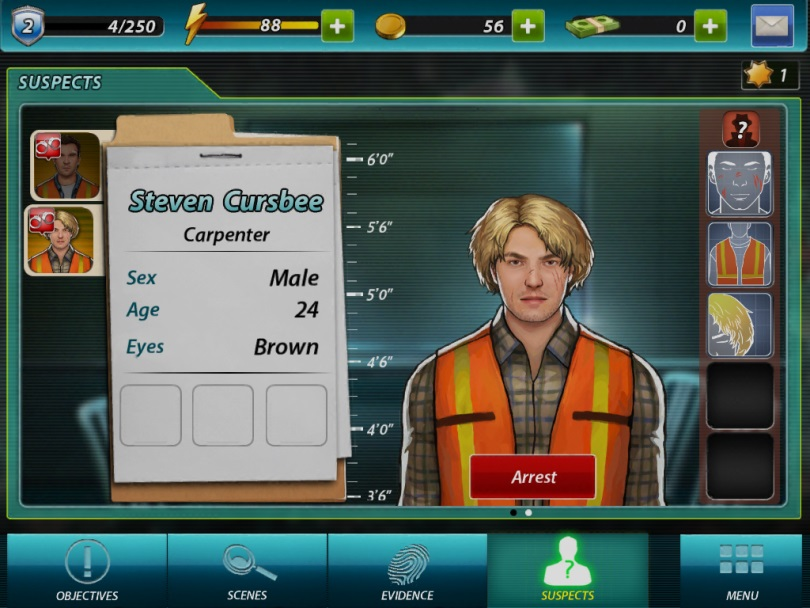 2
4/250
88
+
56
+
0
+
SUSPECTS
1
?
Steven Cursbee
Carpenter
Sex Male
Age 24
Eyes Brown
6'0"
5'6"
5'0"
4'6"
4'0"
3'6"
Arrest
!
OBJECTIVES
SCENES
EVIDENCE
?
SUSPECTS
MENU